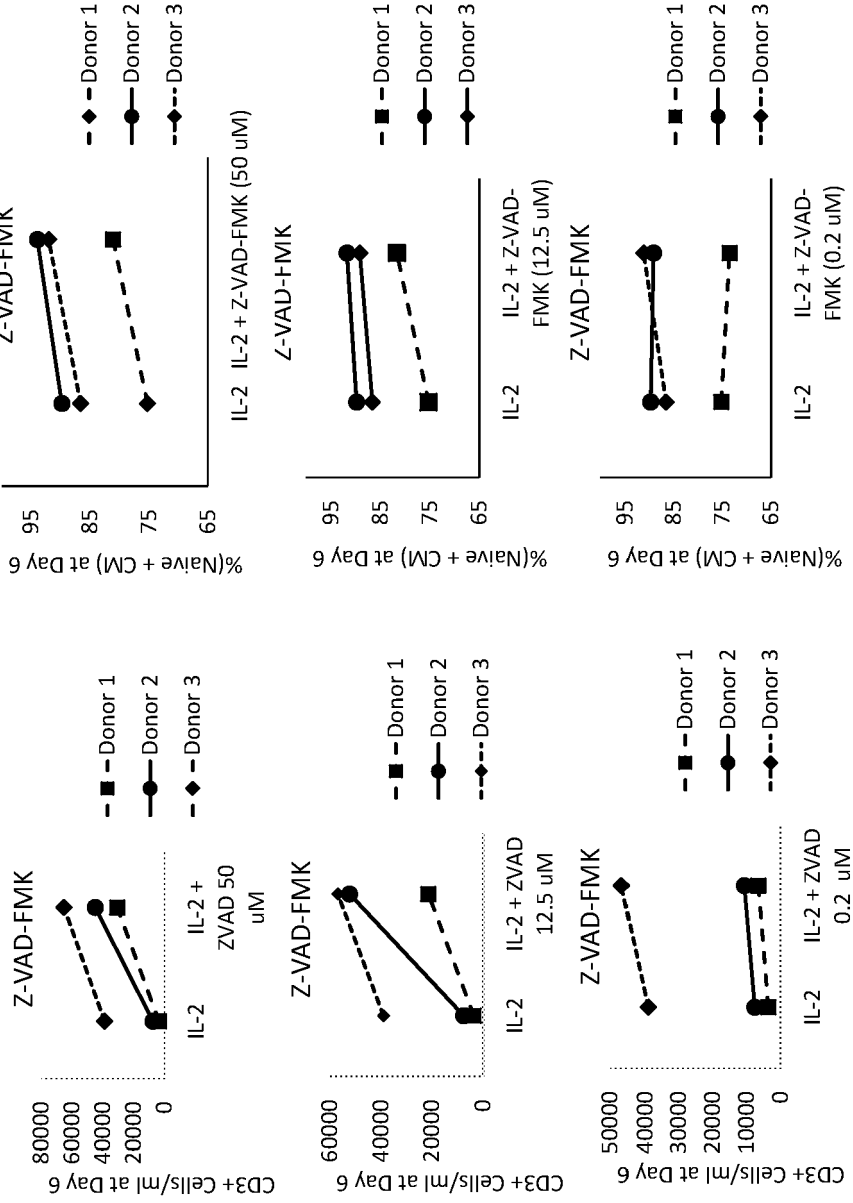 Z-VAD-FMK
95
85
75
65
%(Naive + CM) at Day 6
IL-2
IL-2 + Z-VAD-FMK (50 uM)
Donor 1
Donor 2
Donor 3
Z-VAD-FMK
95
85
75
65
%(Naive + CM) at Day 6
IL-2
IL-2 + Z-VAD-
FMK (12.5 uM)
Donor 1
Donor 2
Donor 3
Z-VAD-FMK
95
85
75
65
%(Naive + CM) at Day 6
IL-2
IL-2 + Z-VAD-
FMK (0.2 uM)
Donor 1
Donor 2
Donor 3
Z-VAD-FMK
80000
60000
40000
20000
0
CD3+ Cells/ml at Day 6
IL-2
IL-2 +
ZVAD 50
uM
Donor 1
Donor 2
Donor 3
Z-VAD-FMK
60000
40000
20000
0
CD3+ Cells/ml at Day 6
IL-2
IL-2 + ZVAD
12.5 uM
Donor 1
Donor 2
Donor 3
Z-VAD-FMK
50000
40000
30000
20000
10000
0
CD3+ Cells/ml at Day 6
IL-2
IL-2 + ZVAD
0.2 uM
Donor 1
Donor 2
Donor 3